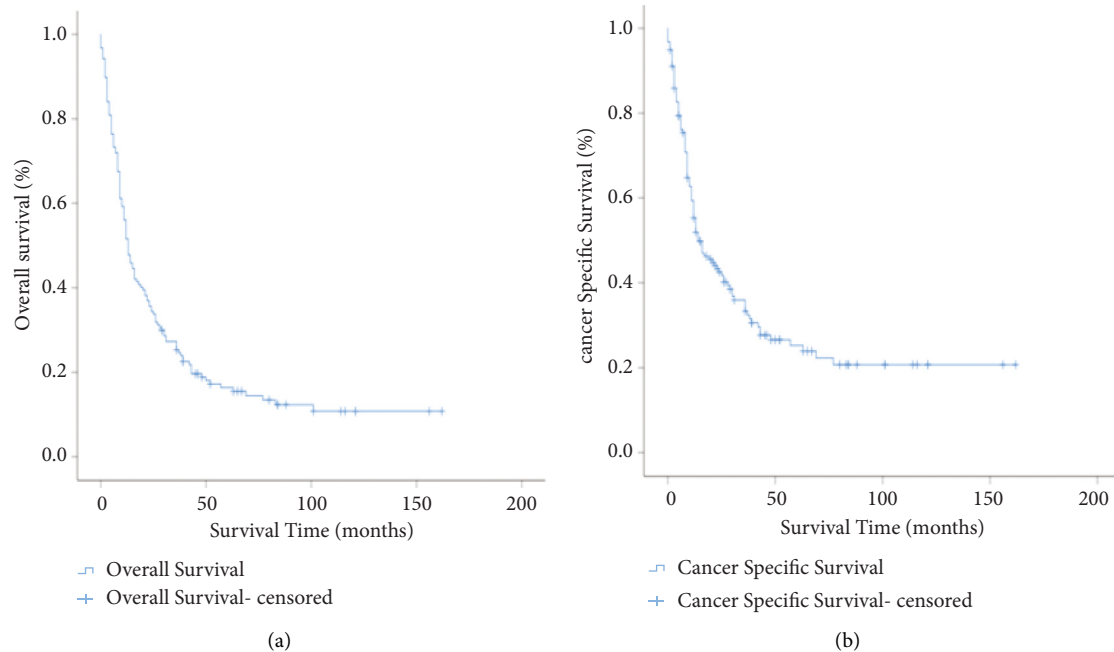 1.0
0.8
0.6
0.4
0.2
0.0
Overall survival (%)
0 50 100 150 200
Survival Time (months)
Overall Survival
Overall Survival- censored
(a)
1.0
0.8
0.6
0.4
0.2
0.0
cancer Specific Survival (%)
0 50 100 150 200
Survival Time (months)
Cancer Specific Survival
Cancer Specific Survival- censored
(b)